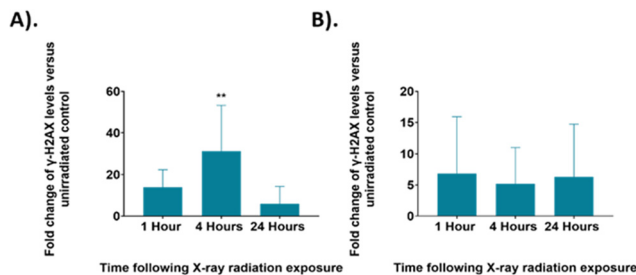 A).
Fold change of γ-H2AX levels versus
unirradiated control
60
40
20
0
**
1 Hour 4 Hours 24 Hours
Time following X-ray radiation exposure
B).
Fold change of γ-H2AX levels versus
unirradiated control
20
15
10
5
0
1 Hour 4 Hours 24 Hours
Time following X-ray radiation exposure